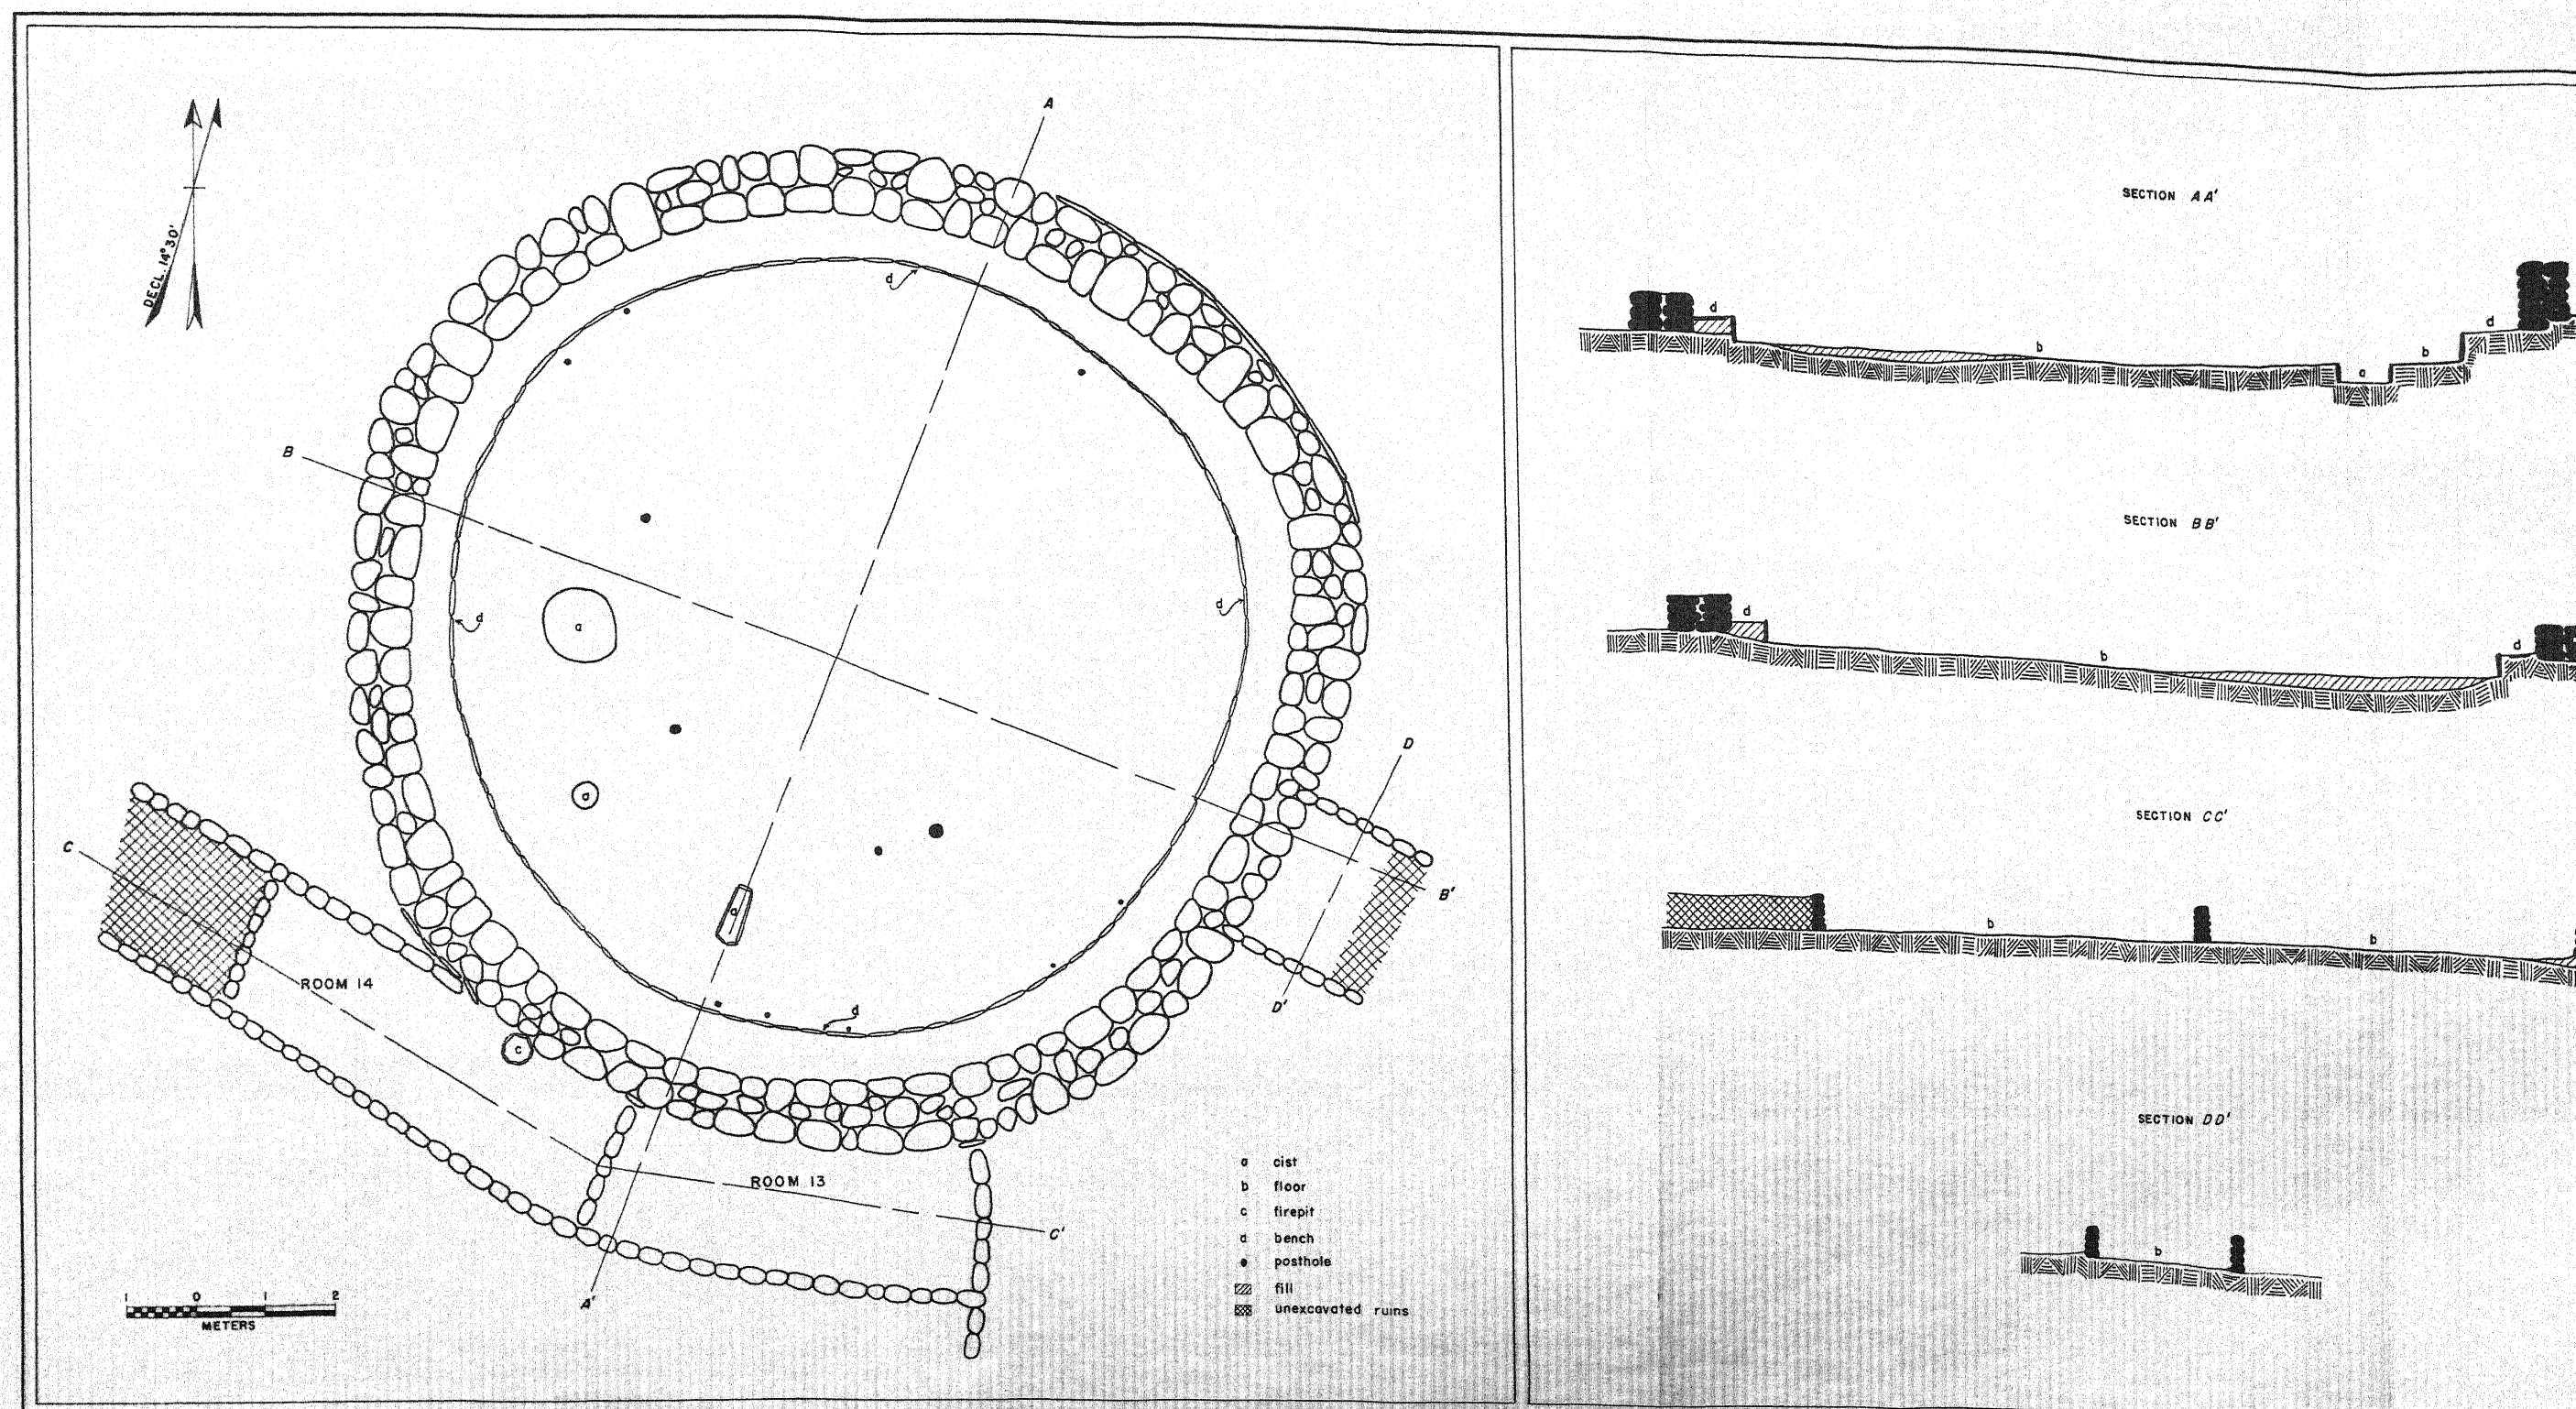 A
DECL. 14°30'
d
B
d
d
a
D
a
C
B'
a
ROOM 14
D'
d
c
ROOM 13
C'
A'
1 0 1 2
METERS
a cist
b floor
c firepit
d bench
posthole
fill
unexcavated ruins
SECTION AA'
d
b
a
b
d
SECTION BB'
d
b
d
SECTION CC'
b
b
SECTION DD'
b